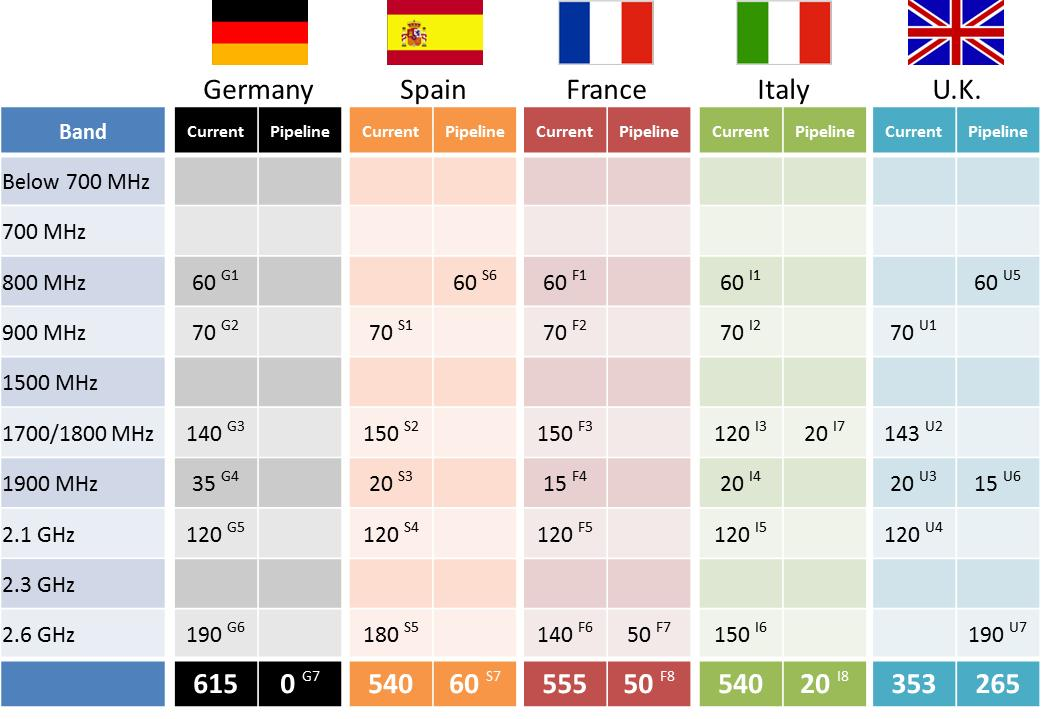 Germany Spain France Italy U.K.
Band Current Pipeline Current Pipeline Current Pipeline Current Pipeline Current Pipeline
Below 700 MHz
700 MHz
800 MHz 60 G1 60 S6 60 F1 60 I1 60 U5
900 MHz 70 G2 70 S1 70 F2 70 I2 70 U1
1500 MHz
1700/1800 MHz 140 G3 150 S2 150 F3 120 I3 20 I7 143 U2
1900 MHz 35 G4 20 S3 15 F4 20 I4 20 U3 15 U6
2.1 GHz 120 G5 120 S4 120 F5 120 I5 120 U4
2.3 GHz
2.6 GHz 190 G6 180 S5 140 F6 50 F7 150 I6 190 U7
615 0 G7 540 60 S7 555 50 F8 540 20 I8 353 265